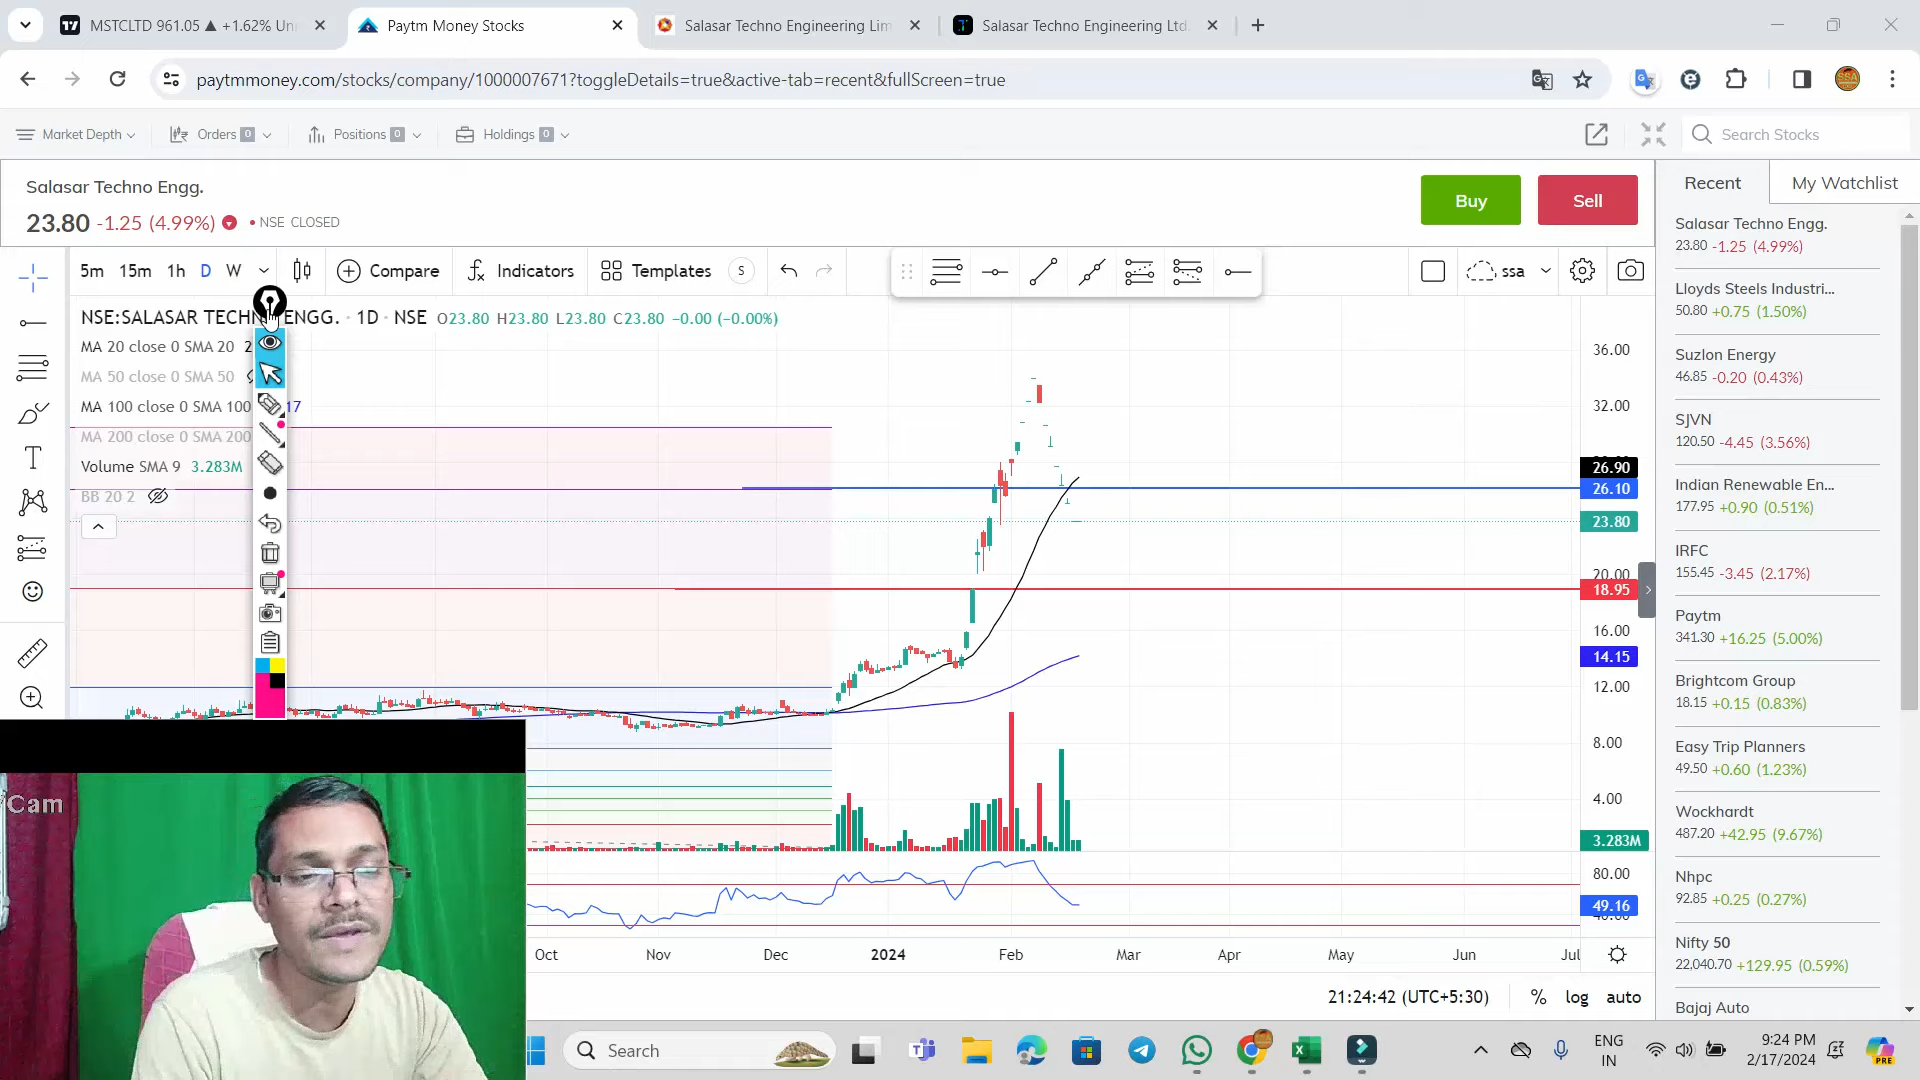 MSTCLTD 961.05 ▲ +1.62% Un
Paytm Money Stocks
Salasar Techno Engineering Lim
Salasar Techno Engineering Ltd
paytmmoney.com/stocks/company/1000007671?toggleDetails=true&active-tab=recent&fullScreen=true
Market Depth
Orders 0
Positions 0
Holdings 0
Search Stocks
Salasar Techno Engg.
23.80 -1.25 (4.99%) • NSE CLOSED
Buy
Sell
Recent
My Watchlist
5m 15m 1h D W
Compare
Indicators
Templates
S
ssa
NSE:SALASAR TECHN ENGG. · 1D · NSE O23.80 H23.80 L23.80 C23.80 -0.00 (-0.00%)
MA 20 close 0 SMA 20 2
MA 50 close 0 SMA 50
MA 100 close 0 SMA 100 17
MA 200 close 0 SMA 200
Volume SMA 9 3.283M
BB 20 2
36.00
32.00
26.90
26.10
23.80
20.00
18.95
16.00
14.15
12.00
8.00
4.00
3.283M
80.00
49.16
Oct Nov Dec 2024 Feb Mar Apr May Jun Jul
21:24:42 (UTC+5:30) % log auto
Salasar Techno Engg.
23.80 -1.25 (4.99%)
Lloyds Steels Industri...
50.80 +0.75 (1.50%)
Suzlon Energy
46.85 -0.20 (0.43%)
SJVN
120.50 -4.45 (3.56%)
Indian Renewable En...
177.95 +0.90 (0.51%)
IRFC
155.45 -3.45 (2.17%)
Paytm
341.30 +16.25 (5.00%)
Brightcom Group
18.15 +0.15 (0.83%)
Easy Trip Planners
49.50 +0.60 (1.23%)
Wockhardt
487.20 +42.95 (9.67%)
Nhpc
92.85 +0.25 (0.27%)
Nifty 50
22,040.70 +129.95 (0.59%)
Bajaj Auto
Cam
Search
ENG
IN
9:24 PM
2/17/2024
PRE